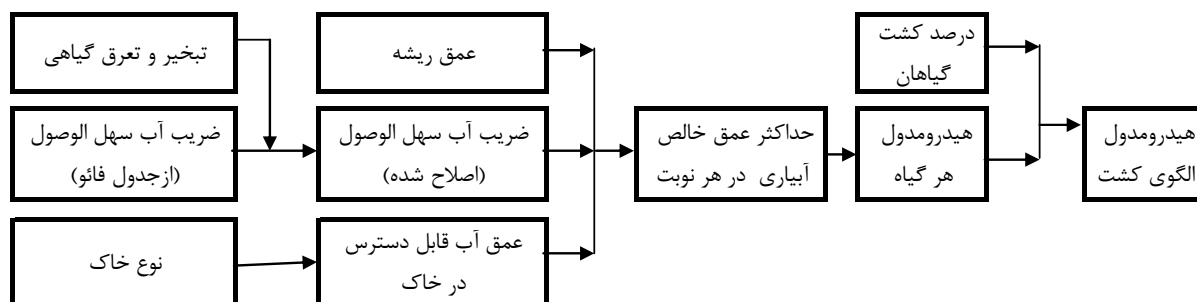 تبخیر و تعرق گیاهی
ضریب آب سهل الوصول
(ازجدول فائو)
نوع خاک
عمق ریشه
ضریب آب سهل الوصول
(اصلاح شده)
عمق آب قابل دسترس
در خاک
حداکثر عمق خالص
آبیاری در هر نوبت
درصد کشت
گیاهان
هیدرومدول
هر گیاه
هیدرومدول
الگوی کشت